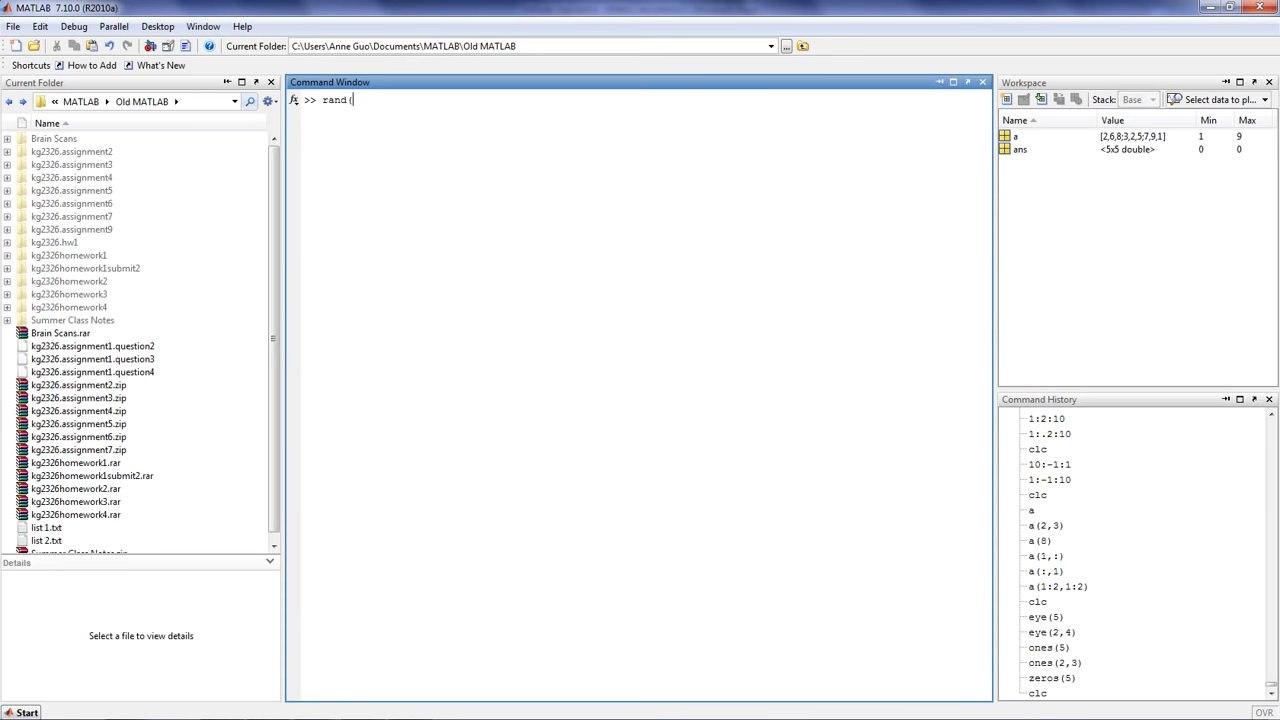 MATLAB 7.10.0 (R2010a)
File Edit Debug Parallel Desktop Window Help
Current Folder: C:\Users\Anne Guo\Documents\MATLAB\Old MATLAB
Shortcuts How to Add What's New
Current Folder
« MATLAB Old MATLAB
Name
Brain Scans
kg2326.assignment2
kg2326.assignment3
kg2326.assignment4
kg2326.assignment5
kg2326.assignment6
kg2326.assignment7
kg2326.assignment9
kg2326.hw1
kg2326homework1
kg2326homework1submit2
kg2326homework2
kg2326homework3
kg2326homework4
Summer Class Notes
Brain Scans.rar
kg2326.assignment1.question2
kg2326.assignment1.question3
kg2326.assignment1.question4
kg2326.assignment2.zip
kg2326.assignment3.zip
kg2326.assignment4.zip
kg2326.assignment5.zip
kg2326.assignment6.zip
kg2326.assignment7.zip
kg2326homework1.rar
kg2326homework1submit2.rar
kg2326homework2.rar
kg2326homework3.rar
kg2326homework4.rar
list 1.txt
list 2.txt
Summer Class Notes.zip
Details
Select a file to view details
Start
Command Window
fx >> rand(
Workspace
Stack: Base Select data to pl...
Name Value Min Max
a [2,6,8;3,2,5;7,9,1] 1 9
ans <5x5 double> 0 0
Command History
1:2:10
1:.2:10
clc
10:-1:1
1:-1:10
clc
a
a(2,3)
a(8)
a(1,:)
a(:,1)
a(1:2,1:2)
clc
eye(5)
eye(2,4)
ones(5)
ones(2,3)
zeros(5)
clc
OVR